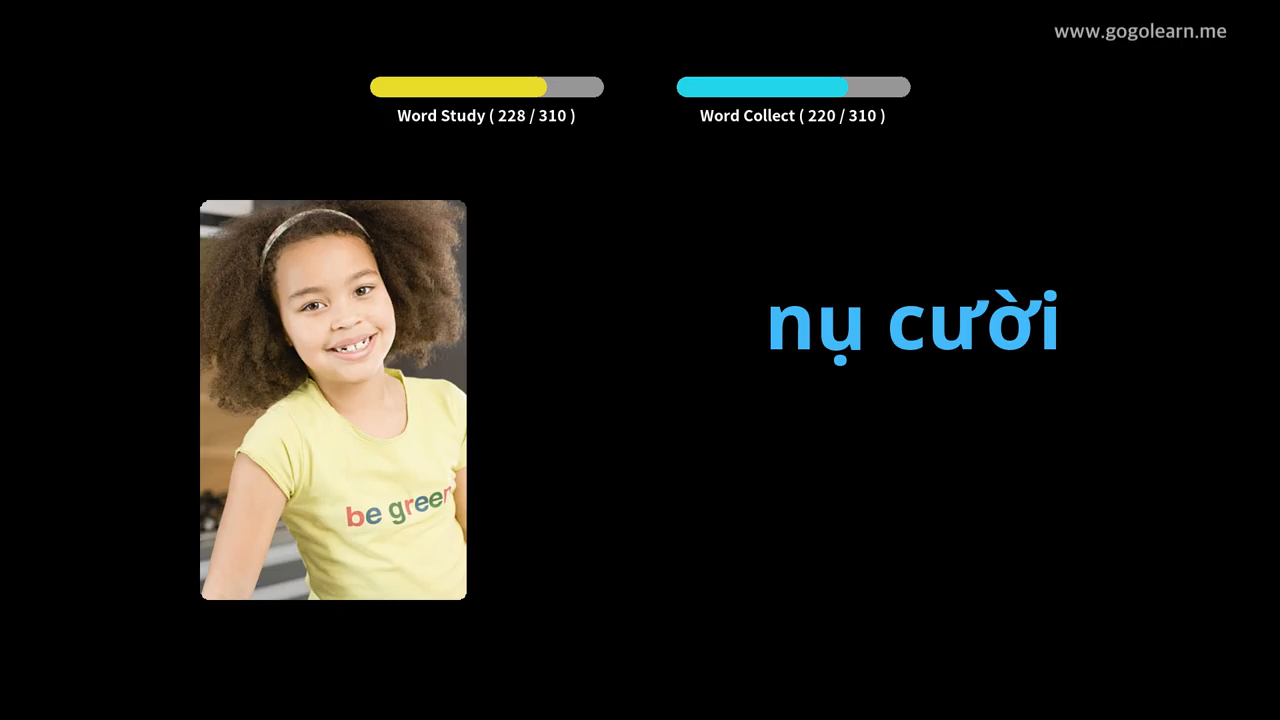 www.gogolearn.me
Word Study ( 228 / 310 )
Word Collect ( 220 / 310 )
nụ cười
be green